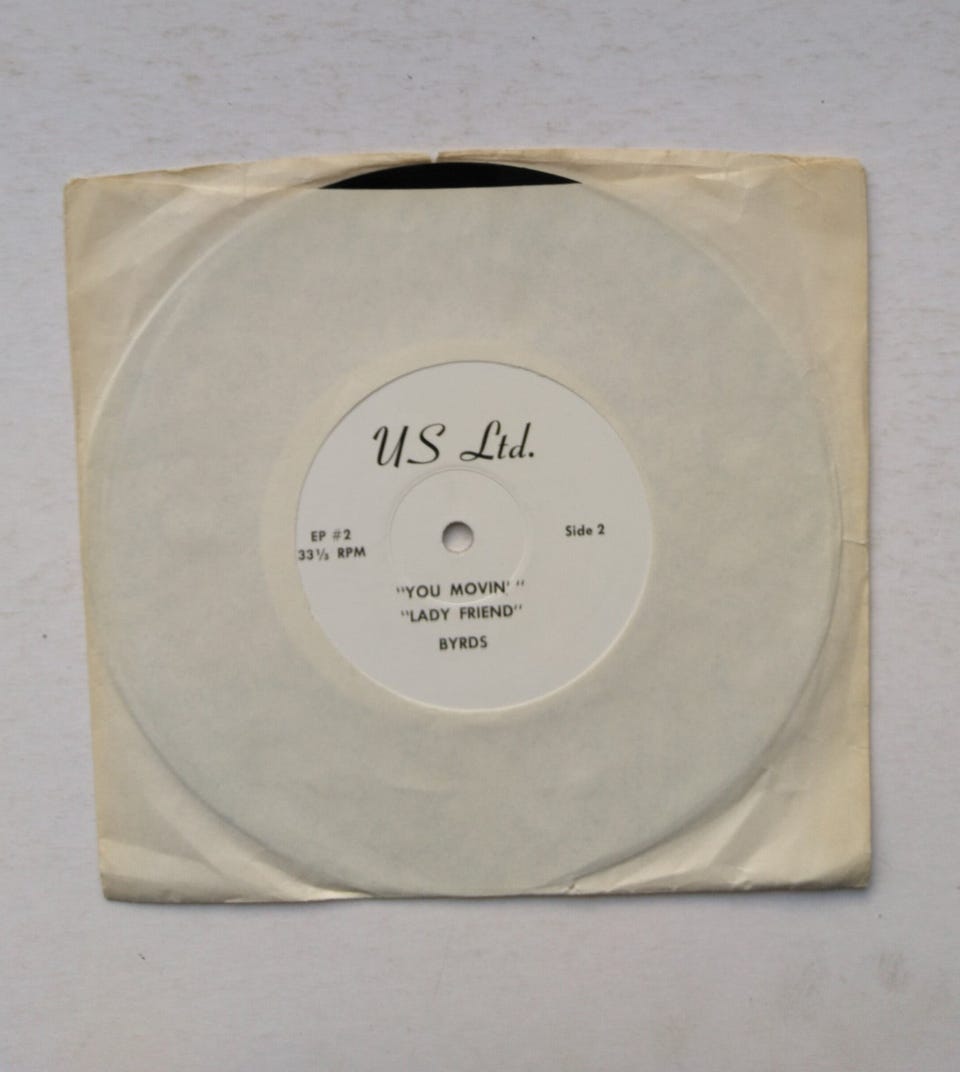 US Ltd.
EP #2
33⅓ RPM
Side 2
"YOU MOVIN' "
"LADY FRIEND"
BYRDS